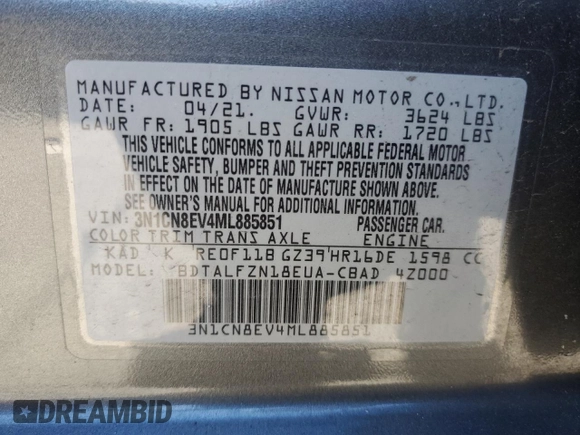 MANUFACTURED BY NISSAN MOTOR CO., LTD.
DATE: 04/21. GVWR: 3624 LBS
GAWR FR: 1905 LBS GAWR RR: 1720 LBS
THIS VEHICLE CONFORMS TO ALL APPLICABLE FEDERAL MOTOR
VEHICLE SAFETY, BUMPER AND THEFT PREVENTION STANDARDS
IN EFFECT ON THE DATE OF MANUFACTURE SHOWN ABOVE.
SEE OWNER'S MANUAL FOR ADDITIONAL INFORMATION.
VIN: 3N1CN8EV4ML885851 PASSENGER CAR.
COLOR TRIM TRANS AXLE ENGINE
KAD K RE0F11B GZ39 HR16DE 1598 CC
MODEL: BDTALFZN18EUA-CBAD 4Z000
3N1CN8EV4ML885851
DREAMBID